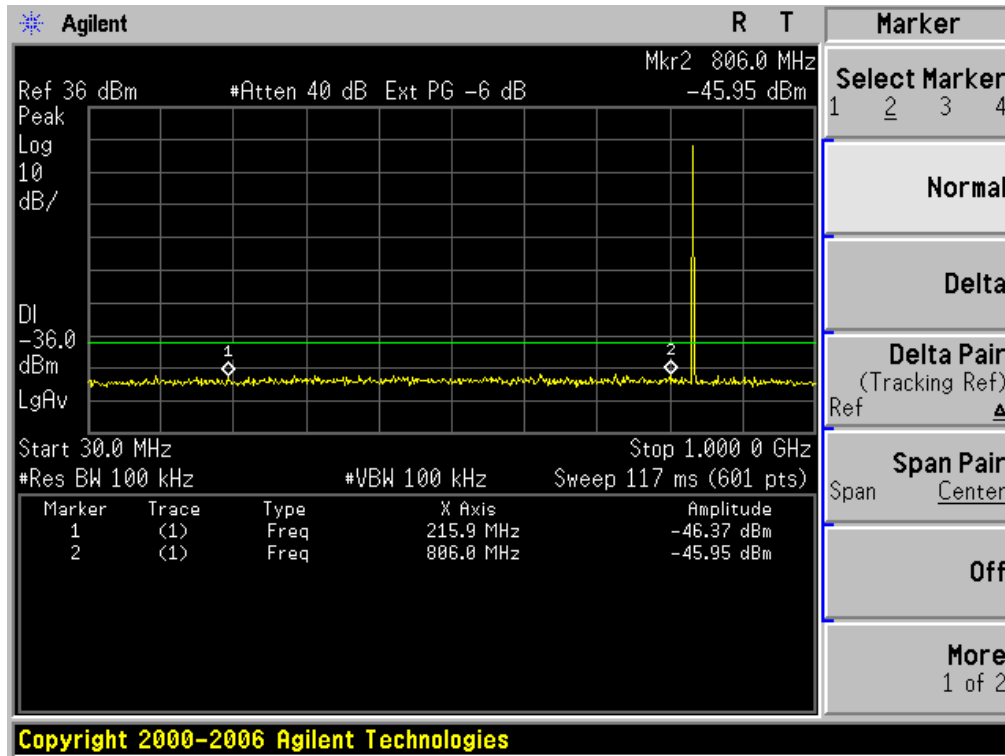 Agilent R T
Mkr2 806.0 MHz
Ref 36 dBm #Atten 40 dB Ext PG -6 dB -45.95 dBm
Peak
Log
10
dB/
DI
-36.0
dBm
LgAv
1
2
Start 30.0 MHz Stop 1.000 0 GHz
#Res BW 100 kHz #VBW 100 kHz Sweep 117 ms (601 pts)
Marker Trace Type X Axis Amplitude
1 (1) Freq 215.9 MHz -46.37 dBm
2 (1) Freq 806.0 MHz -45.95 dBm
Marker
Select Marker
1 2 3 4
Normal
Delta
Delta Pair
(Tracking Ref)
Ref Δ
Span Pair
Span Center
Off
More
1 of 2
Copyright 2000-2006 Agilent Technologies